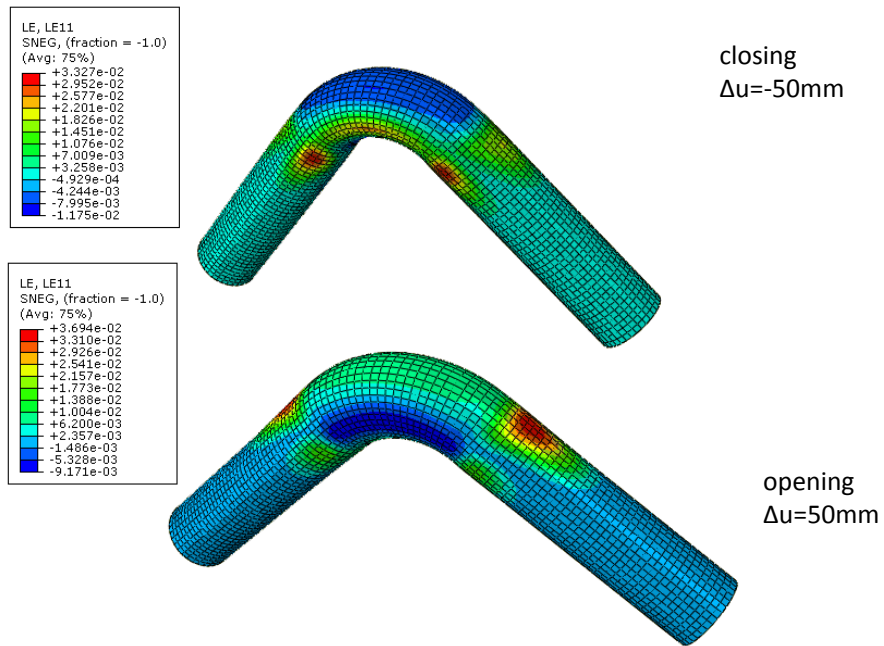 LE, LE11
SNEG, (fraction = -1.0)
(Avg: 75%)
+3.327e-02
+2.952e-02
+2.577e-02
+2.201e-02
+1.826e-02
+1.451e-02
+1.076e-02
+7.009e-03
+3.258e-03
-4.929e-04
-4.244e-03
-7.995e-03
-1.175e-02
closing
Δu=-50mm
LE, LE11
SNEG, (fraction = -1.0)
(Avg: 75%)
+3.694e-02
+3.310e-02
+2.926e-02
+2.541e-02
+2.157e-02
+1.773e-02
+1.388e-02
+1.004e-02
+6.200e-03
+2.357e-03
-1.486e-03
-5.328e-03
-9.171e-03
opening
Δu=50mm